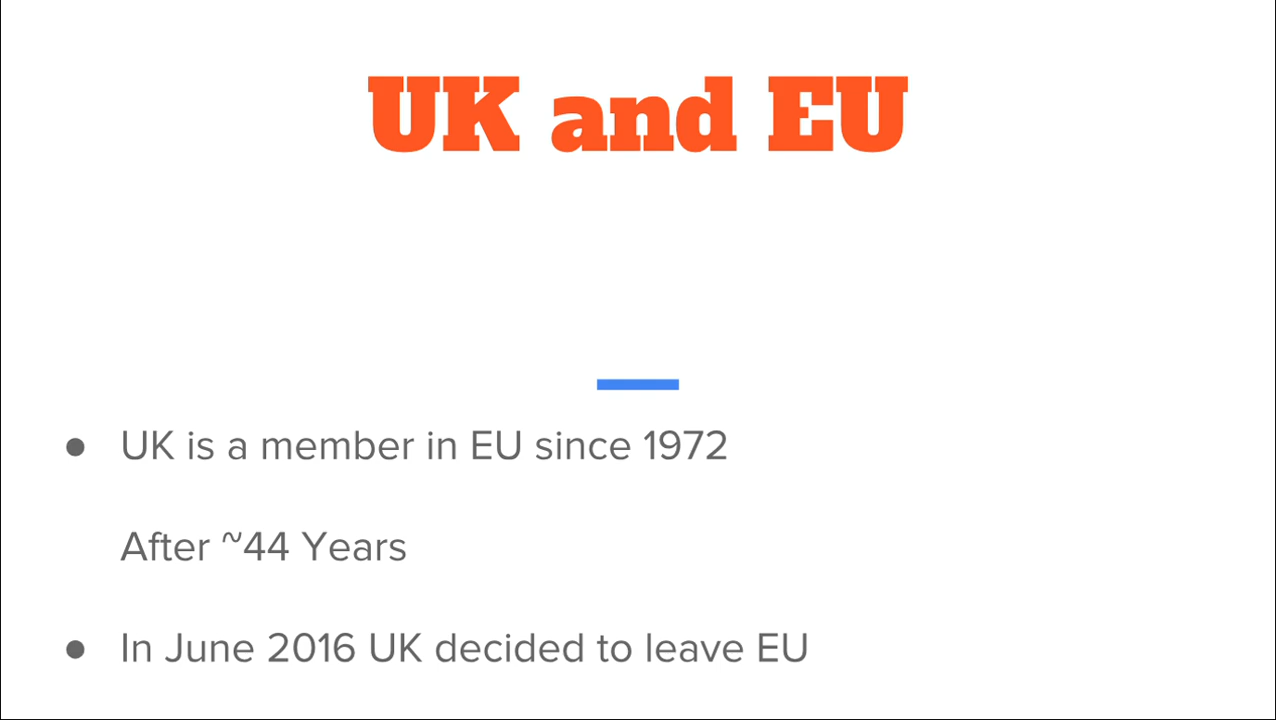 UK and EU
● UK is a member in EU since 1972
After ~44 Years
● In June 2016 UK decided to leave EU